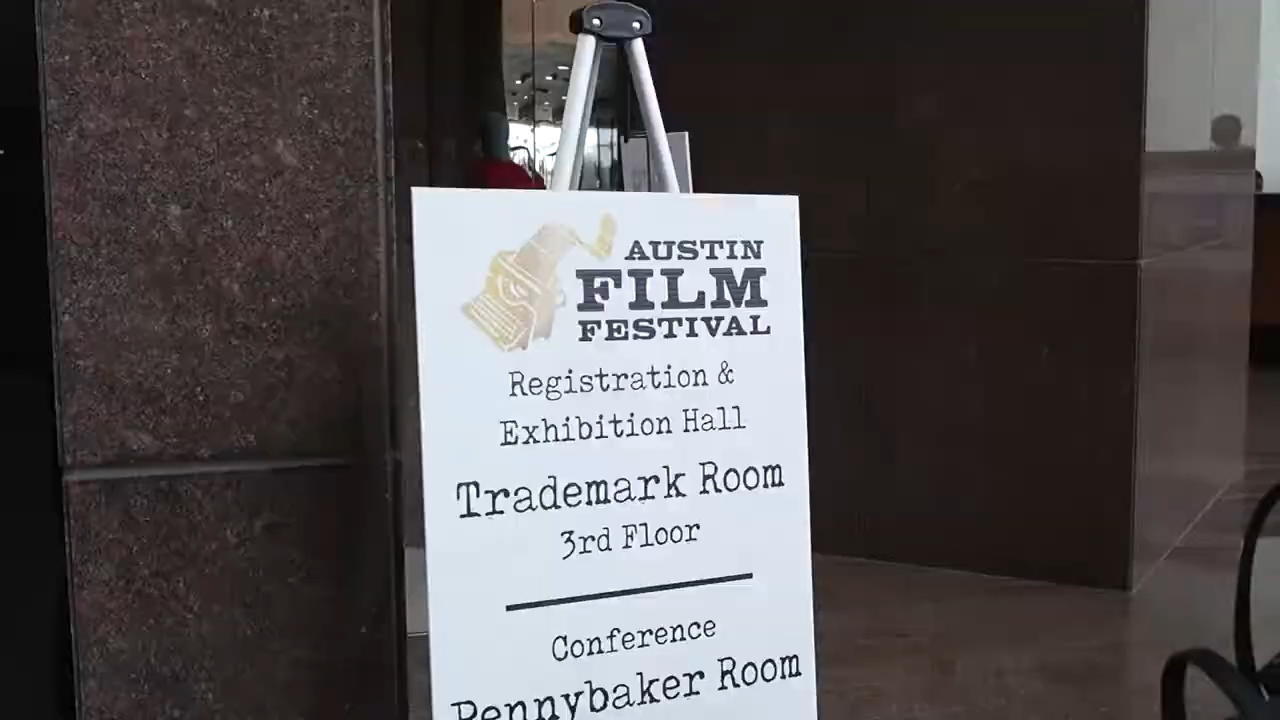 AUSTIN
FILM
FESTIVAL
Registration &
Exhibition Hall
Trademark Room
3rd Floor
Conference
Pennybaker Room